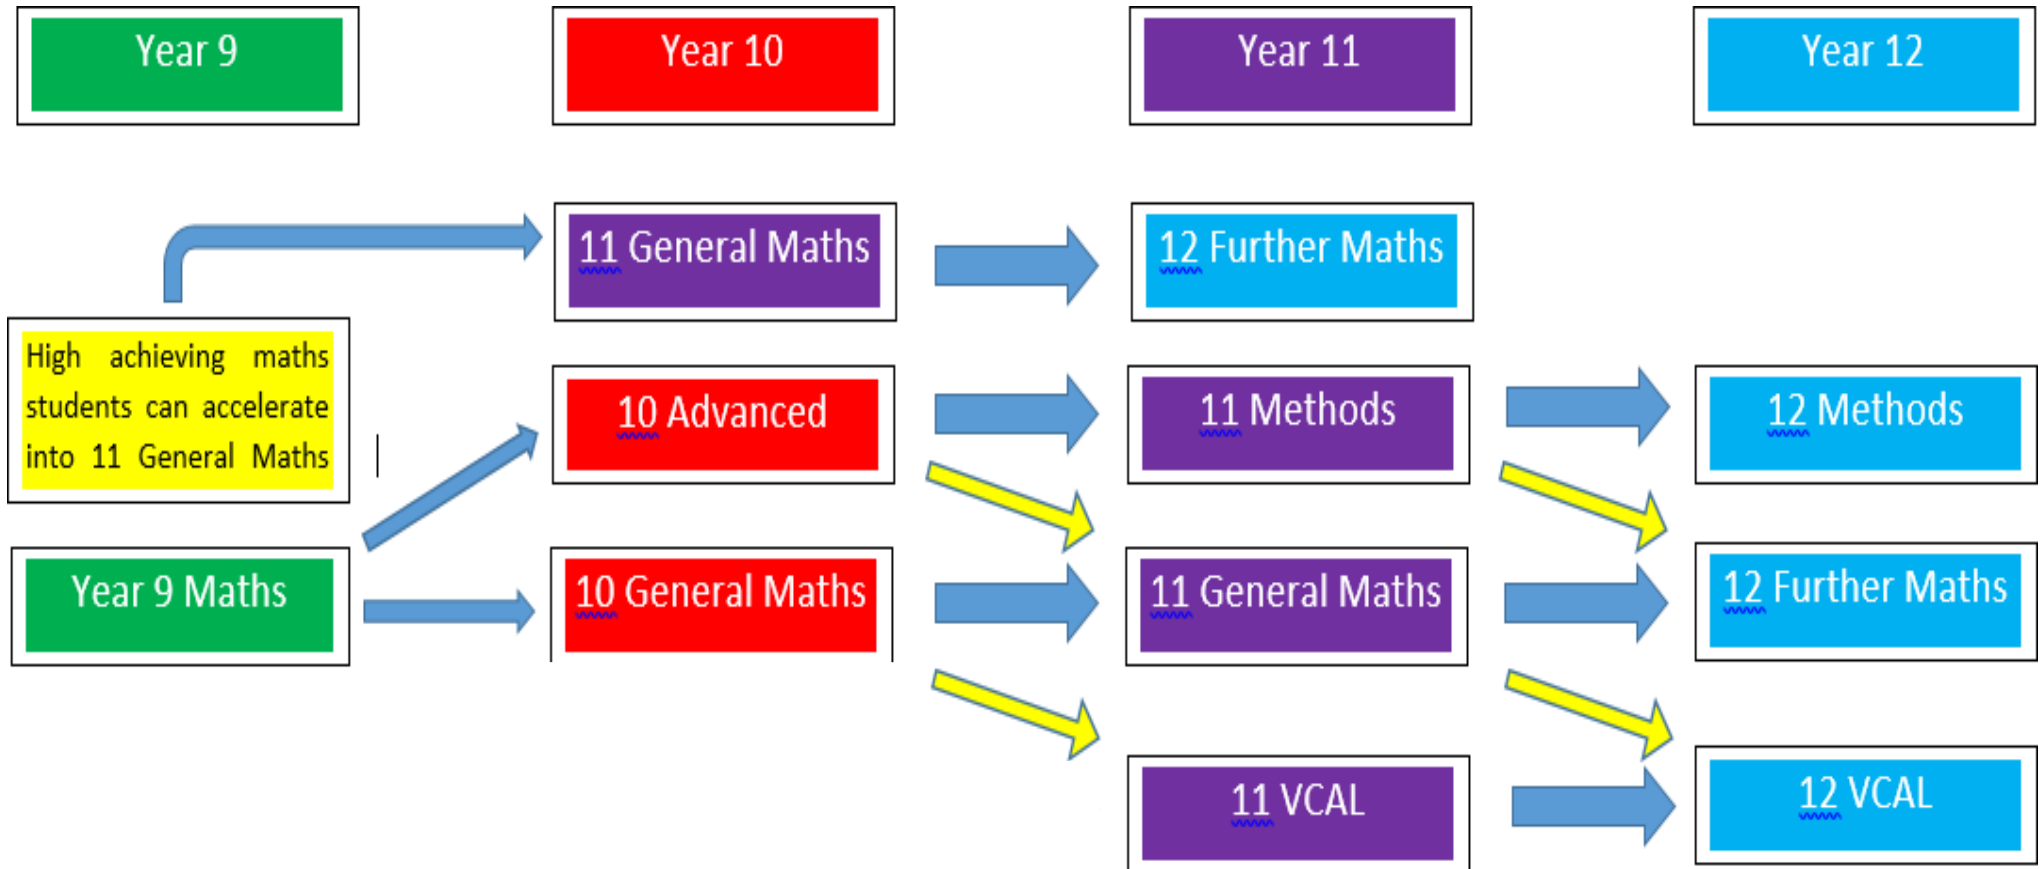 Year 9
Year 10
Year 11
Year 12
11 General Maths
12 Further Maths
High achieving maths
students can accelerate
into 11 General Maths
10 Advanced
11 Methods
12 Methods
Year 9 Maths
10 General Maths
11 General Maths
12 Further Maths
11 VCAL
12 VCAL